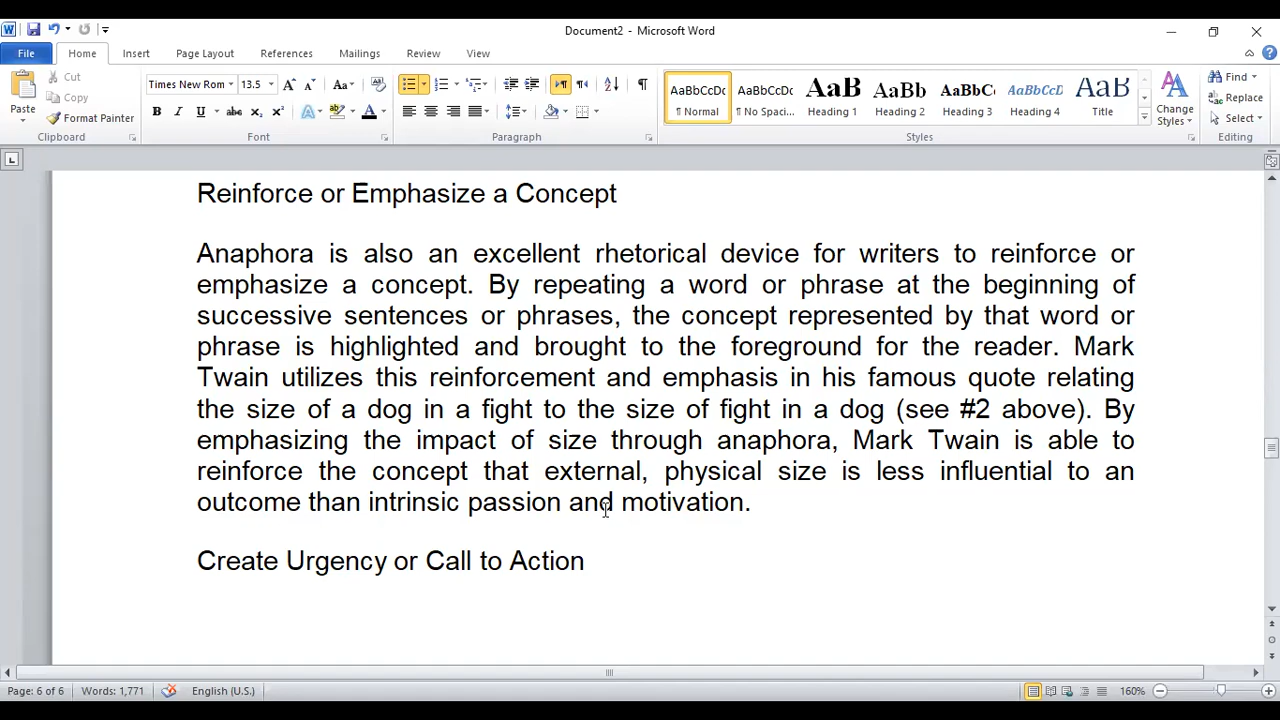 Document2 - Microsoft Word
File Home Insert Page Layout References Mailings Review View
Cut
Copy
Format Painter
Paste
Times New Rom 13.5
AaBbCcDc AaBbCcDc AaB AaBb AaBbC AaBbCcD AaB
¶ Normal ¶ No Spaci... Heading 1 Heading 2 Heading 3 Heading 4 Title
Change Styles
Find
Replace
Select
Clipboard Font Paragraph Styles Editing
Reinforce or Emphasize a Concept
Anaphora is also an excellent rhetorical device for writers to reinforce or
emphasize a concept. By repeating a word or phrase at the beginning of
successive sentences or phrases, the concept represented by that word or
phrase is highlighted and brought to the foreground for the reader. Mark
Twain utilizes this reinforcement and emphasis in his famous quote relating
the size of a dog in a fight to the size of fight in a dog (see #2 above). By
emphasizing the impact of size through anaphora, Mark Twain is able to
reinforce the concept that external, physical size is less influential to an
outcome than intrinsic passion and motivation.
Create Urgency or Call to Action
Page: 6 of 6 Words: 1,771 English (U.S.) 160%